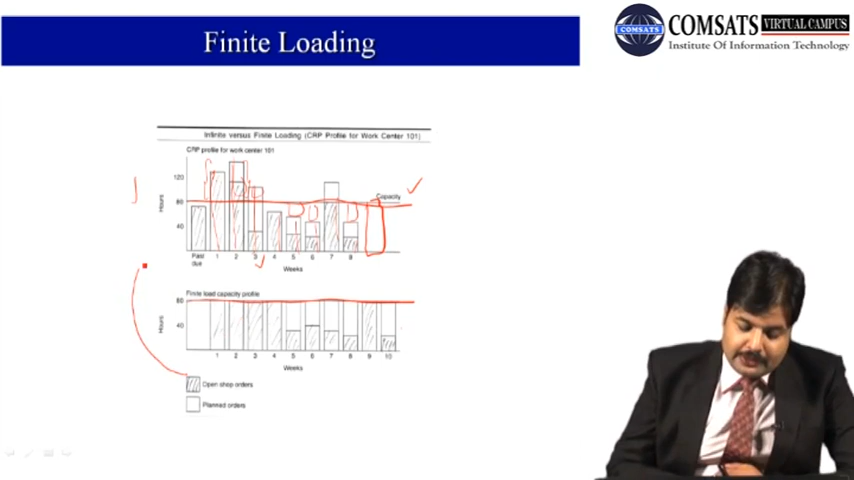 Finite Loading
COMSATS
COMSATS
VIRTUAL CAMPUS
Institute Of Information Technology
Infinite versus Finite Loading (CRP Profile for Work Center 101)
CRP profile for work center 101
120
80
40
Hours
Capacity
Past due
1 2 3 4 5 6 7 8
Weeks
Finite load capacity profile
80
40
Hours
1 2 3 4 5 6 7 8 9 10
Weeks
Open shop orders
Planned orders